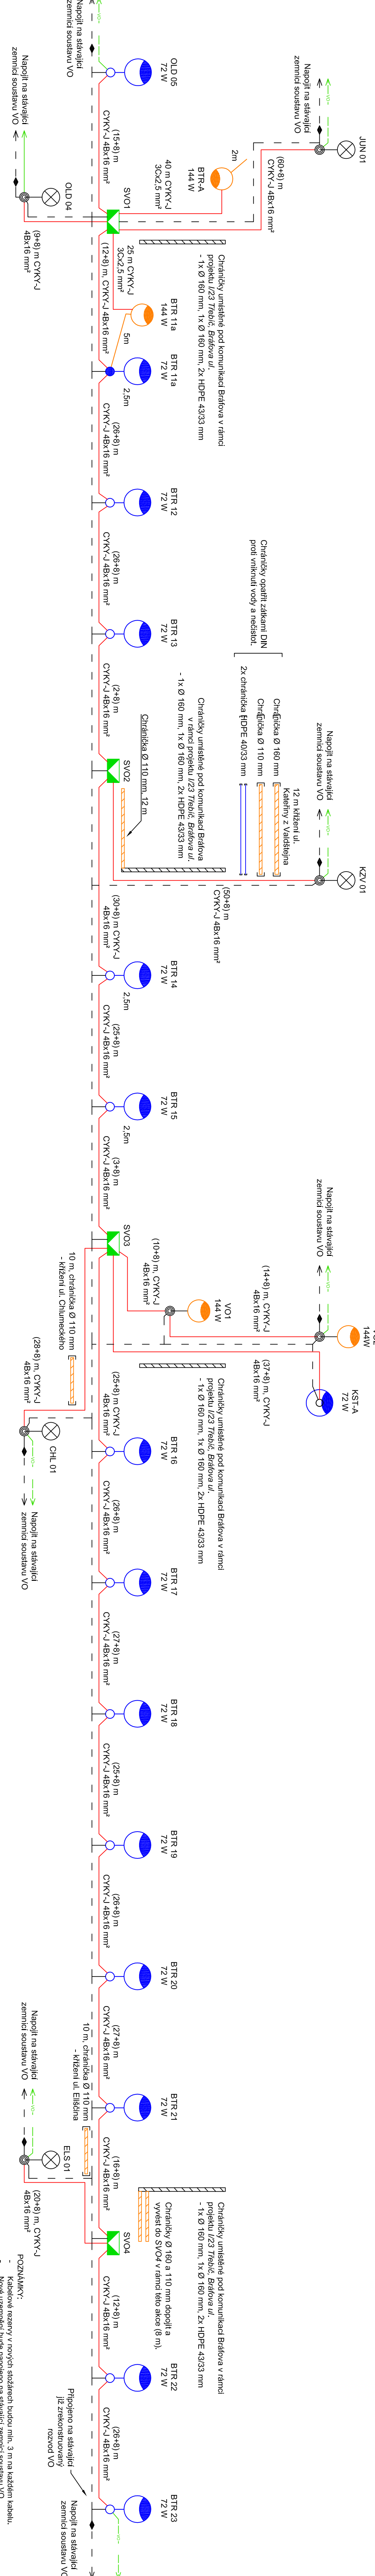 Napojit na stávající
zemnící soustavu VO
OLD 05
72 W
Napojit na stávající
zemnící soustavu VO
JUN 01
(60+8) m
CYKY-J 4Bx16 mm²
2m
BTR-A
144 W
40 m CYKY-J
3Cx2,5 mm²
(15+8) m
CYKY-J 4Bx16 mm²
SVO1
Napojit na stávající
zemnící soustavu VO
OLD 04
(9+8) m CYKY-J
4Bx16 mm²
Chráničky umístěné pod komunikací Bráfova v rámci
projektu I/23 Třebíč, Bráfova ul.
- 1x Ø 160 mm, 1x Ø 160 mm, 2x HDPE 43/33 mm
25 m CYKY-J
3Cx2,5 mm²
(12+8) m, CYKY-J 4Bx16 mm²
BTR 11a
144 W
5m
BTR 11a
72 W
2,5m
(26+8) m
CYKY-J 4Bx16 mm²
BTR 12
72 W
(26+8) m
CYKY-J 4Bx16 mm²
BTR 13
72 W
(2+8) m
CYKY-J 4Bx16 mm²
Chráničky opatřit zátkami DIN
proti vniknutí vody a nečistot.
Chránička Ø 160 mm
Chránička Ø 110 mm
2x chránička HDPE 40/33 mm
12 m křížení ul.
Kateřiny z Valdštejna
Napojit na stávající
zemnící soustavu VO
KZV 01
SVO2
Chráničky umístěné pod komunikací Bráfova
v rámci projektu I/23 Třebíč, Bráfova ul.
- 1x Ø 160 mm, 1x Ø 160 mm, 2x HDPE 43/33 mm
Chránička Ø 110 mm, 12 m
(50+8) m
CYKY-J 4Bx16 mm²
(30+8) m CYKY-J
4Bx16 mm²
BTR 14
72 W
2,5m
(25+8) m
CYKY-J 4Bx16 mm²
BTR 15
72 W
2,5m
(3+8) m
CYKY-J 4Bx16 mm²
SVO3
Napojit na stávající
zemnící soustavu VO
144W
KST-A
72 W
(14+8) m, CYKY-J
4Bx16 mm²
(37+8) m, CYKY-J
4Bx16 mm²
VO1
144 W
(10+8) m, CYKY-J
4Bx16 mm²
10 m, chránička Ø 110 mm
- křížení ul. Chlumeckého
(28+8) m, CYKY-J
4Bx16 mm²
CHL 01
Napojit na stávající
zemnící soustavu VO
Chráničky umístěné pod komunikací Bráfova v rámci
projektu I/23 Třebíč, Bráfova ul.
- 1x Ø 160 mm, 1x Ø 160 mm, 2x HDPE 43/33 mm
(25+8) m CYKY-J
4Bx16 mm²
BTR 16
72 W
(26+8) m
CYKY-J 4Bx16 mm²
BTR 17
72 W
(27+8) m
CYKY-J 4Bx16 mm²
BTR 18
72 W
(25+8) m
CYKY-J 4Bx16 mm²
BTR 19
72 W
(26+8) m
CYKY-J 4Bx16 mm²
BTR 20
72 W
(27+8) m
CYKY-J 4Bx16 mm²
BTR 21
72 W
10 m, chránička Ø 110 mm
- křížení ul. Eliščina
(16+8) m
CYKY-J 4Bx16 mm²
Napojit na stávající
zemnící soustavu VO
ELS 01
(20+8) m, CYKY-J
4Bx16 mm²
SVO4
Chráničky umístěné pod komunikací Bráfova v rámci
projektu I/23 Třebíč, Bráfova ul.
- 1x Ø 160 mm, 1x Ø 160 mm, 2x HDPE 43/33 mm
Chráničky Ø 160 a 110 mm dopojit a
vyvést do SVO4 v rámci této akce (8 m).
(12+8) m
CYKY-J 4Bx16 mm²
BTR 22
72 W
(26+8) m
CYKY-J 4Bx16 mm²
BTR 23
72 W
Připojeno na stávající
již zrekonstruovaný
rozvod VO
Napojit na stávající
zemnící soustavu VO
POZNÁMKY:
- Kabelové rezervy v nových stožárech budou min. 3 m na každém kabelu.